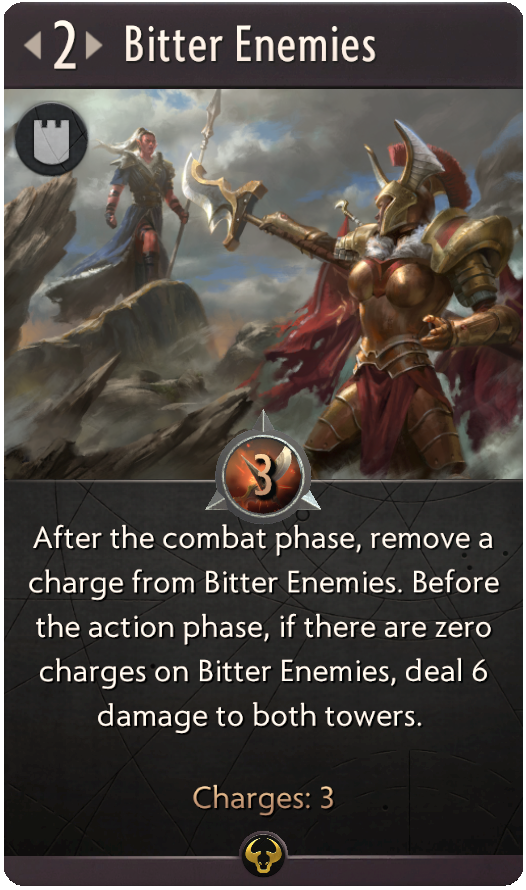 2 Bitter Enemies
3
After the combat phase, remove a
charge from Bitter Enemies. Before
the action phase, if there are zero
charges on Bitter Enemies, deal 6
damage to both towers.
Charges: 3